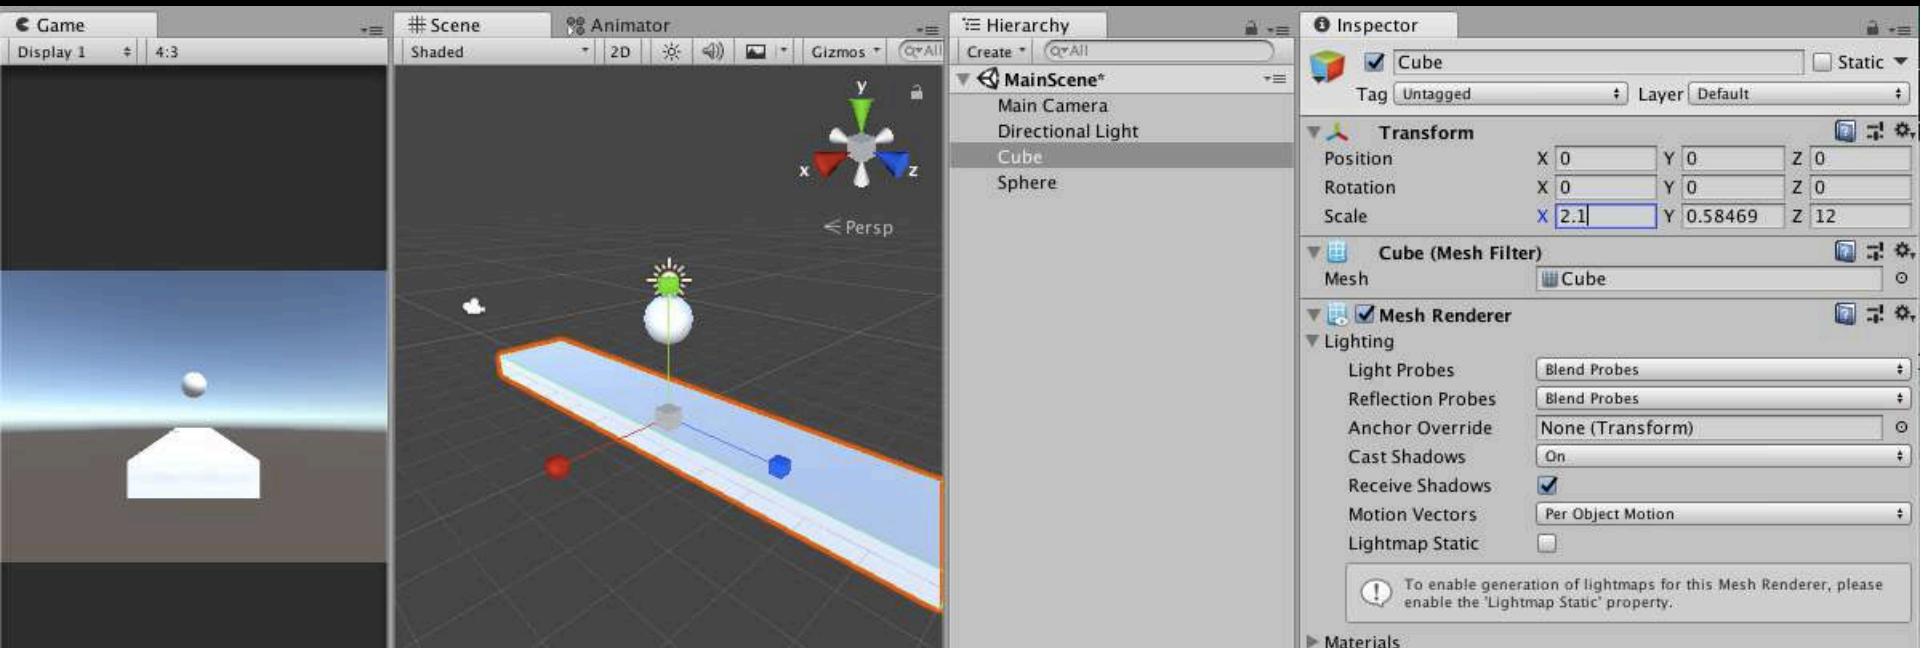 Game
Display 1 4:3
Scene Animator
Shaded 2D Gizmos All
y
x z
Persp
Hierarchy
Create All
MainScene*
Main Camera
Directional Light
Cube
Sphere
Inspector
Cube Static
Tag Untagged Layer Default
Transform
Position X 0 Y 0 Z 0
Rotation X 0 Y 0 Z 0
Scale X 2.1 Y 0.58469 Z 12
Cube (Mesh Filter)
Mesh Cube
Mesh Renderer
Lighting
Light Probes Blend Probes
Reflection Probes Blend Probes
Anchor Override None (Transform)
Cast Shadows On
Receive Shadows
Motion Vectors Per Object Motion
Lightmap Static
To enable generation of lightmaps for this Mesh Renderer, please
enable the 'Lightmap Static' property.
Materials